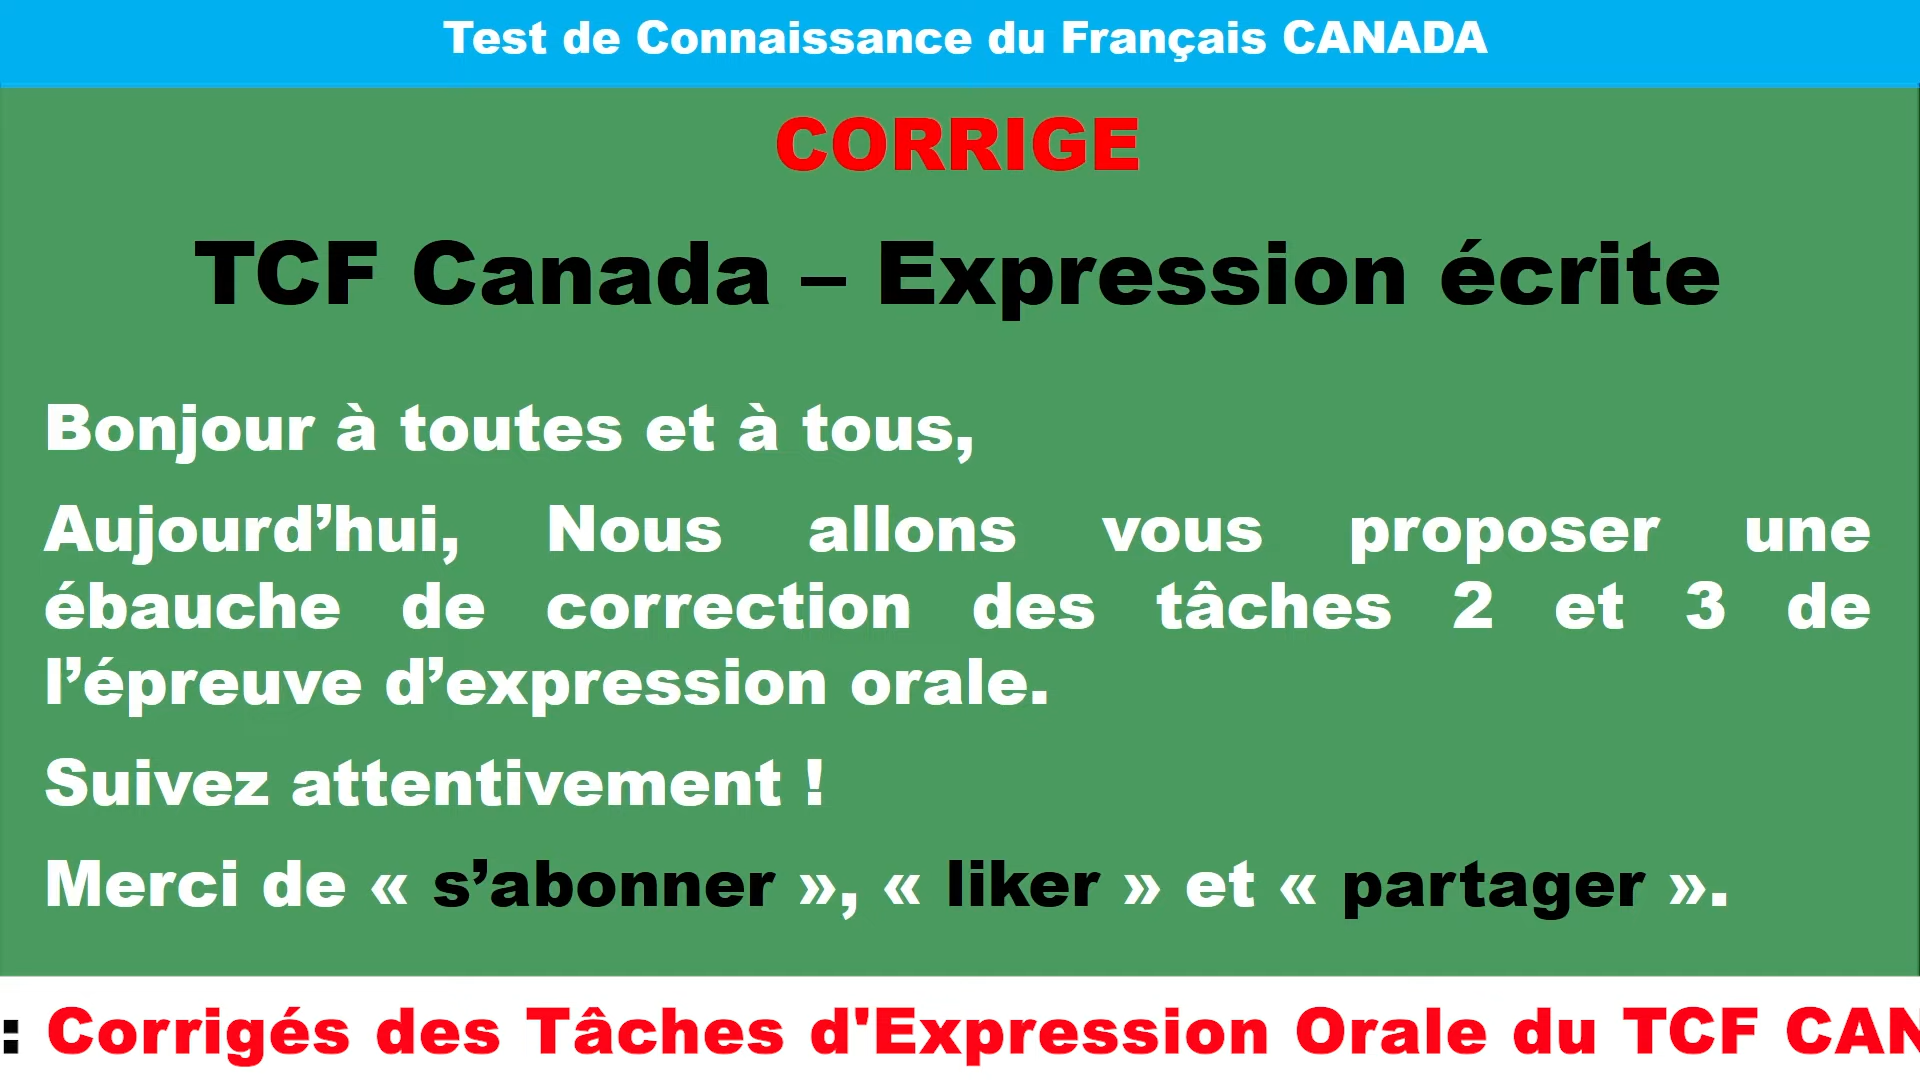 Test de Connaissance du Français CANADA
CORRIGE
TCF Canada – Expression écrite
Bonjour à toutes et à tous,
Aujourd’hui, Nous allons vous proposer une
ébauche de correction des tâches 2 et 3 de
l’épreuve d’expression orale.
Suivez attentivement !
Merci de « s’abonner », « liker » et « partager ».
: Corrigés des Tâches d'Expression Orale du TCF CAN